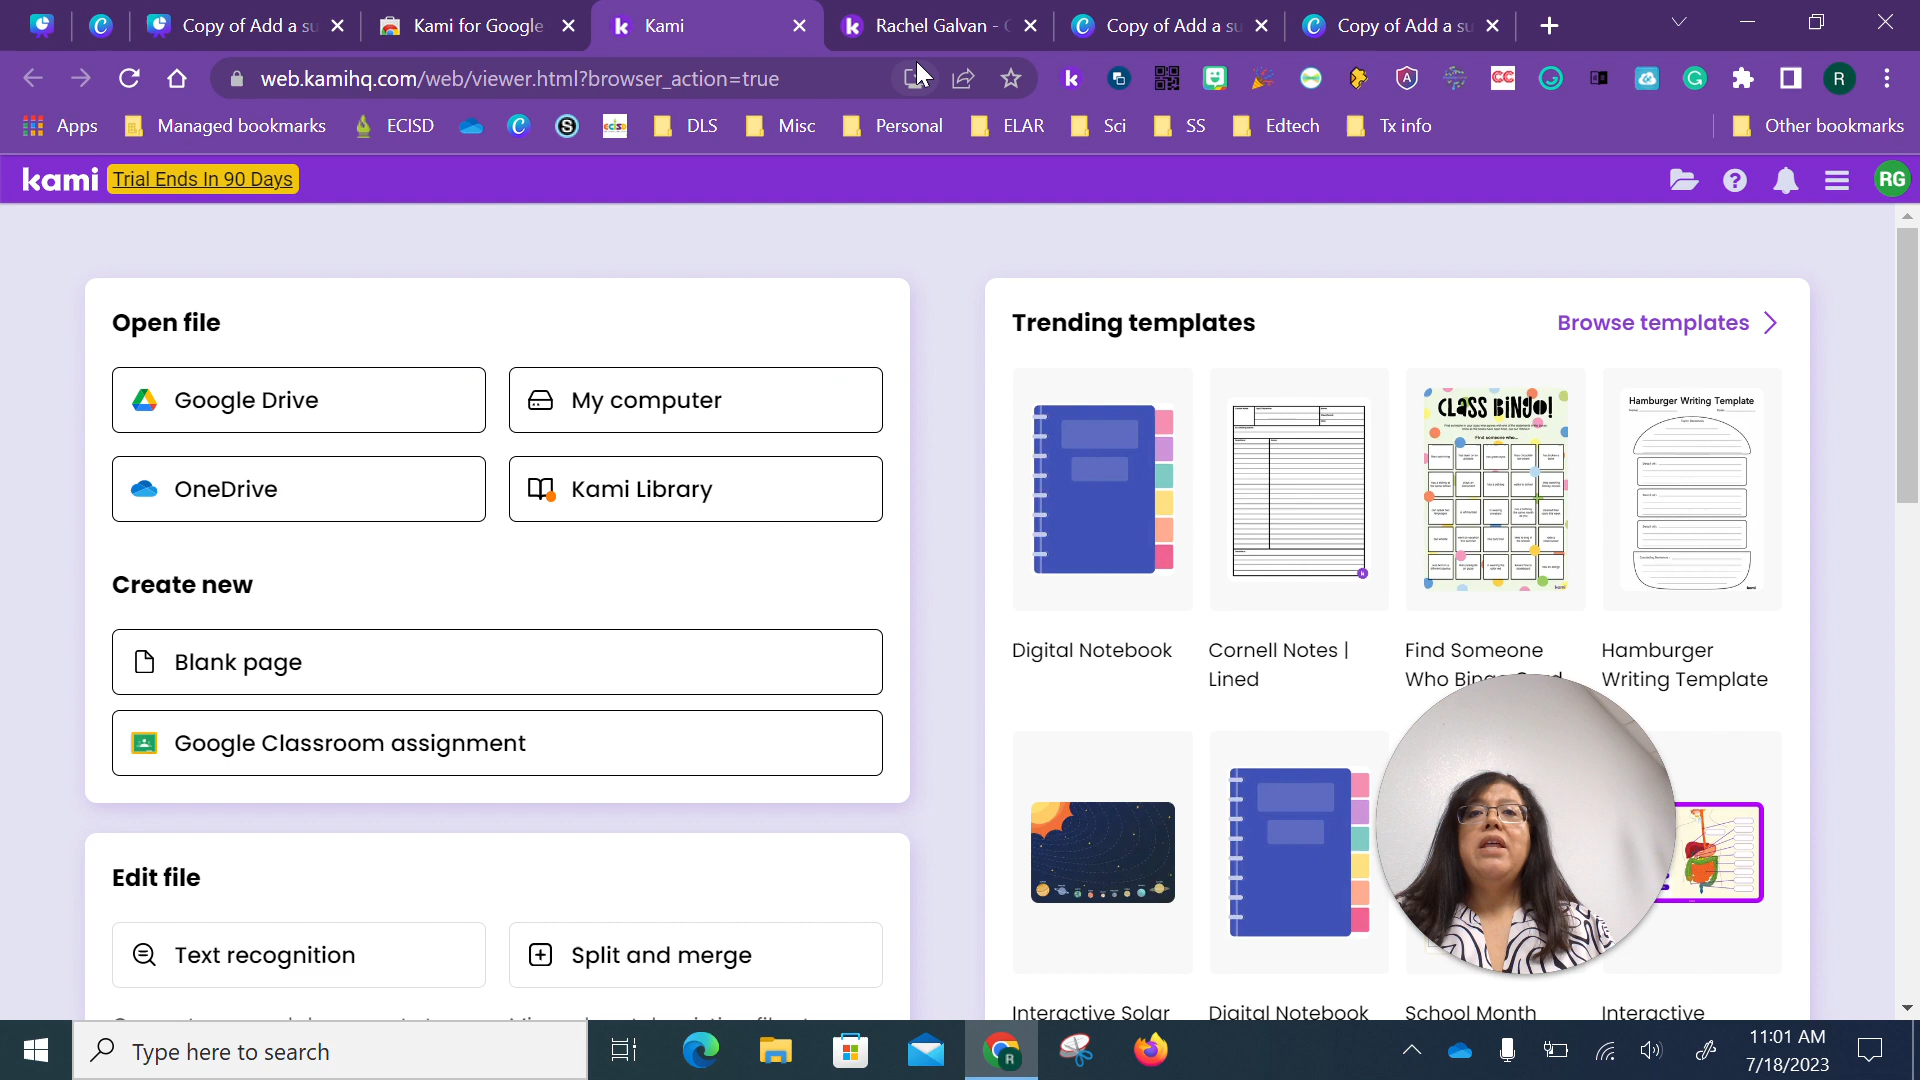 Copy of Add a su
Kami for Google
Kami
Rachel Galvan -
Copy of Add a su
Copy of Add a su
web.kamihq.com/web/viewer.html?browser_action=true
R
Apps
Managed bookmarks
ECISD
DLS
Misc
Personal
ELAR
Sci
SS
Edtech
Tx info
Other bookmarks
kami
Trial Ends In 90 Days
RG
Open file
Google Drive
My computer
OneDrive
Kami Library
Create new
Blank page
Google Classroom assignment
Edit file
Text recognition
Split and merge
Trending templates
Browse templates
CLASS BINGO!
Hamburger Writing Template
Digital Notebook
Cornell Notes |
Lined
Find Someone
Who Bingo
Hamburger
Writing Template
Interactive Solar
Digital Notebook
School Month
Interactive
Type here to search
11:01 AM
7/18/2023